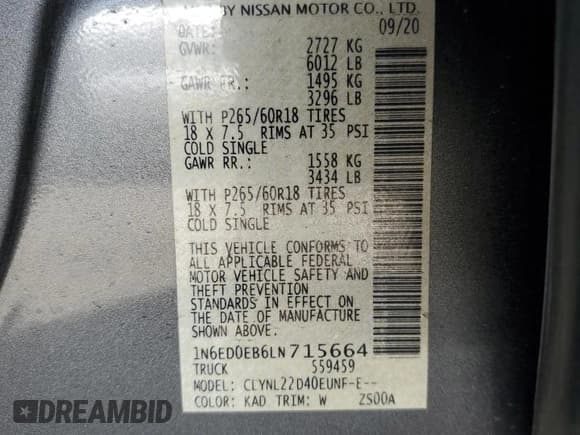 BY NISSAN MOTOR CO., LTD.
DATE: 09/20
GVWR: 2727 KG
6012 LB
GAWR FR.: 1495 KG
3296 LB
WITH P265/60R18 TIRES
18 X 7.5 RIMS AT 35 PSI
COLD SINGLE
GAWR RR.: 1558 KG
3434 LB
WITH P265/60R18 TIRES
18 X 7.5 RIMS AT 35 PSI
COLD SINGLE
THIS VEHICLE CONFORMS TO
ALL APPLICABLE FEDERAL
MOTOR VEHICLE SAFETY AND
THEFT PREVENTION
STANDARDS IN EFFECT ON
THE DATE OF MANUFACTURE
SHOWN ABOVE.
1N6ED0EB6LN715664
TRUCK 559459
MODEL: CLYNL22D40EUNF-E--
COLOR: KAD TRIM: W ZS00A
DREAMBID
DREAMBID